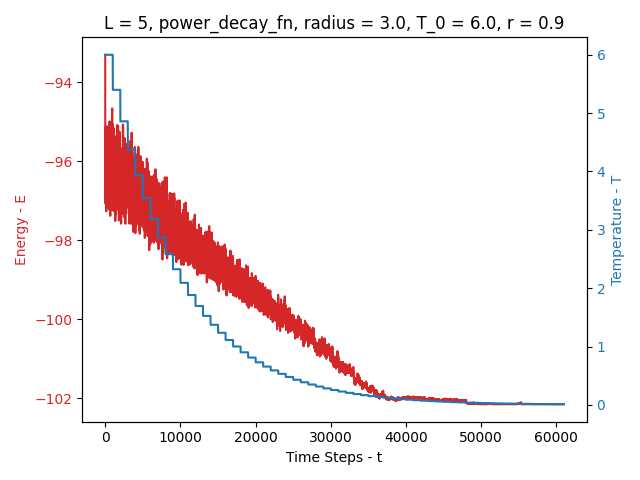 L = 5, power_decay_fn, radius = 3.0, T_0 = 6.0, r = 0.9
Energy - E
−94
−96
−98
−100
−102
6
5
4
3
2
1
0
Temperature - T
0 10000 20000 30000 40000 50000 60000
Time Steps - t